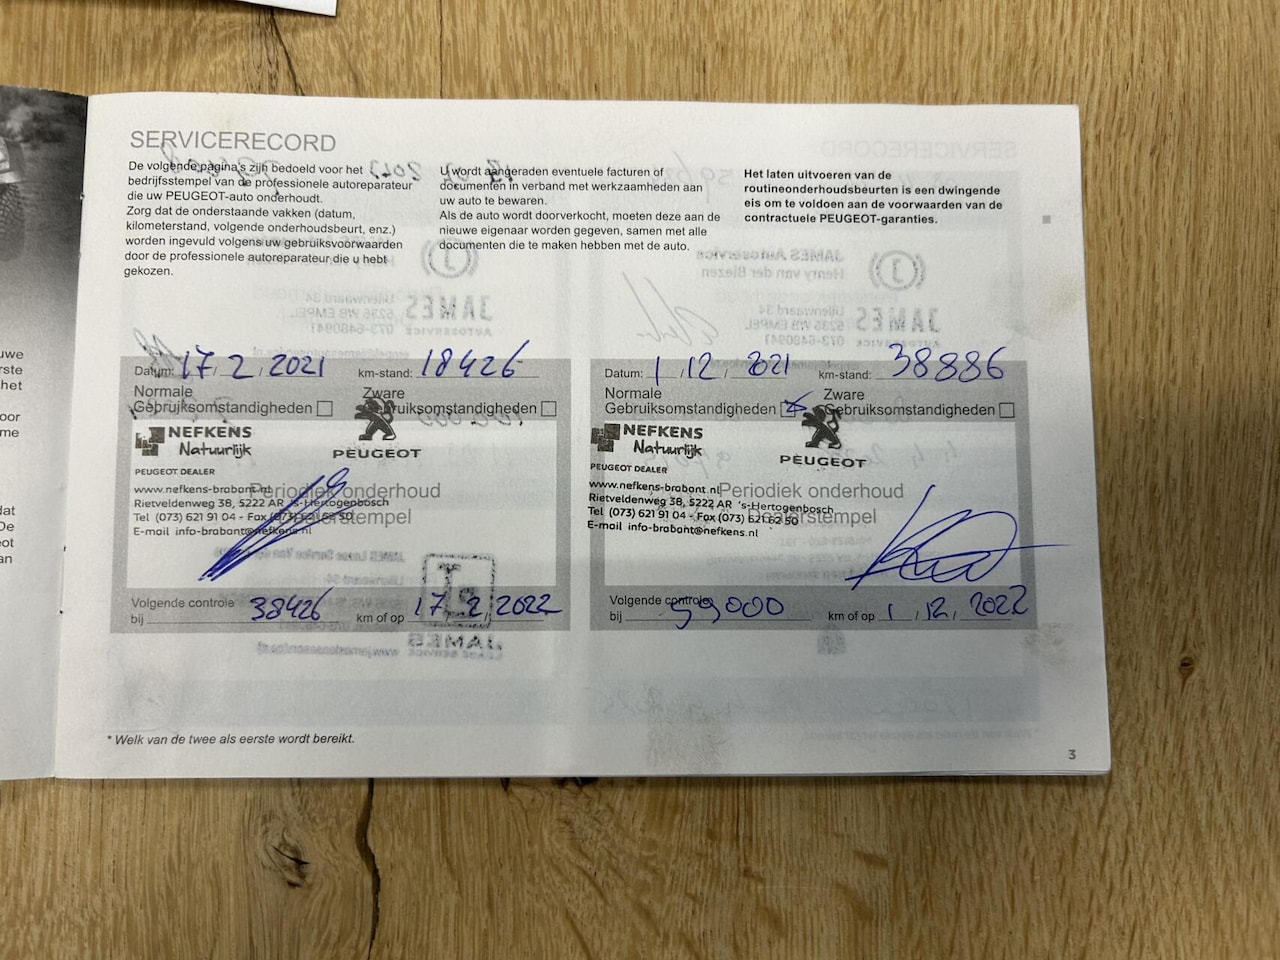 SERVICERECORD
De volgende pagina's zijn bedoeld voor het
bedrijfsstempel van de professionele autoreparateur
die uw PEUGEOT-auto onderhoudt.
Zorg dat de onderstaande vakken (datum,
kilometerstand, volgende onderhoudsbeurt, enz.)
worden ingevuld volgens uw gebruiksvoorwaarden
door de professionele autoreparateur die u hebt
gekozen.
U wordt aangeraden eventuele facturen of
documenten in verband met werkzaamheden aan
uw auto te bewaren.
Als de auto wordt doorverkocht, moeten deze aan de
nieuwe eigenaar worden gegeven, samen met alle
documenten die te maken hebben met de auto.
Het laten uitvoeren van de
routineonderhoudsbeurten is een dwingende
eis om te voldoen aan de voorwaarden van de
contractuele PEUGEOT-garanties.
Datum: 17 / 2 / 2021 km-stand: 18426
Normale Zware
Gebruiksomstandigheden Gebruiksomstandigheden
NEFKENS
Natuurlijk
PEUGEOT
PEUGEOT DEALER
www.nefkens-brabant.nl
Periodiek onderhoud
Rietveldenweg 38, 5222 AR 's-Hertogenbosch
Tel (073) 621 91 04 - Fax (073) 621 62 50
Dealerstempel
E-mail info-brabant@nefkens.nl
Volgende controle
bij 38426 km of op 17 / 2 / 2022
Datum: 1 / 12 / 2021 km-stand: 38886
Normale Zware
Gebruiksomstandigheden Gebruiksomstandigheden
NEFKENS
Natuurlijk
PEUGEOT
PEUGEOT DEALER
www.nefkens-brabant.nl
Periodiek onderhoud
Rietveldenweg 38, 5222 AR 's-Hertogenbosch
Tel (073) 621 91 04 - Fax (073) 621 62 50
Dealerstempel
E-mail info-brabant@nefkens.nl
Volgende controle
bij 59000 km of op 1 / 12 / 2022
* Welk van de twee als eerste wordt bereikt.
3